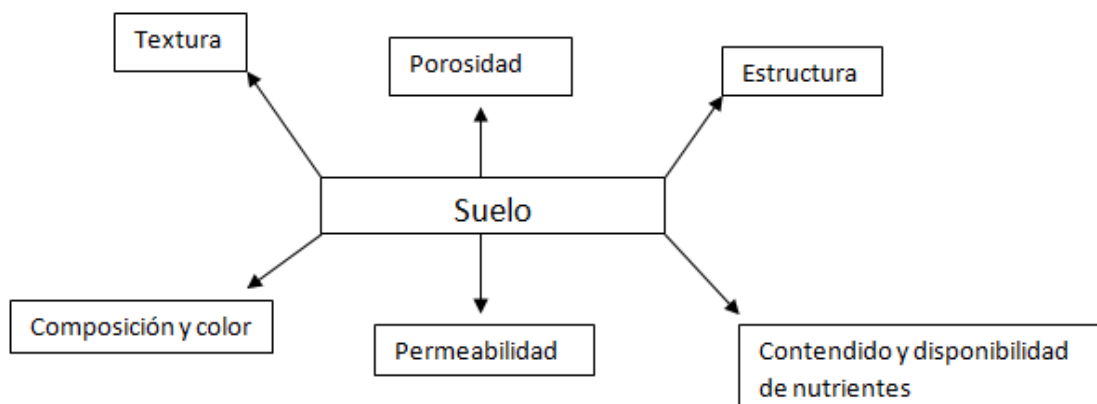 Textura
Porosidad
Estructura
Suelo
Composición y color
Permeabilidad
Contendido y disponibilidad
de nutrientes